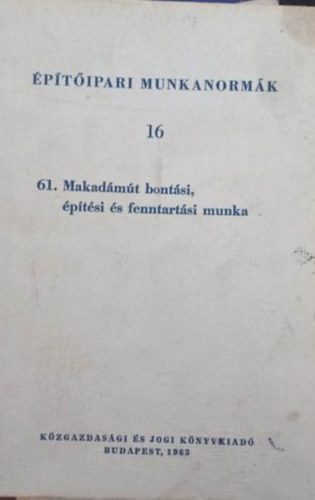 ÉPÍTŐIPARI MUNKANORMÁK
16
61. Makadámút bontási,
építési és fenntartási munka
KÖZGAZDASÁGI ÉS JOGI KÖNYVKIADÓ
BUDAPEST, 1963